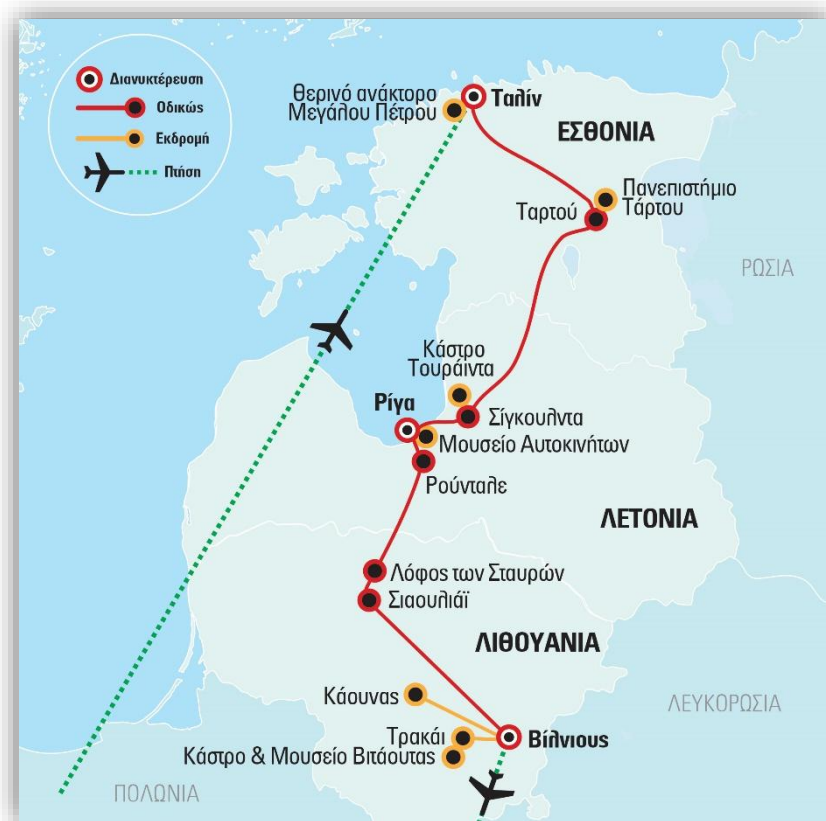 Διανυκτέρευση
Οδικώς
Εκδρομή
Πτήση
Θερινό ανάκτορο
Μεγάλου Πέτρου
Ταλίν
ΕΣΘΟΝΙΑ
Πανεπιστήμιο
Τάρτου
Ταρτού
ΡΩΣΙΑ
Κάστρο
Τουράιντα
Ρίγα
Σίγκουλντα
Μουσείο Αυτοκινήτων
Ρούνταλε
ΛΕΤΟΝΙΑ
Λόφος των Σταυρών
Σιαουλιάϊ
ΛΙΘΟΥΑΝΙΑ
Κάουνας
ΛΕΥΚΟΡΩΣΙΑ
Τρακάι
Βίλνιους
Κάστρο & Μουσείο Βιτάουτας
ΠΟΛΩΝΙΑ